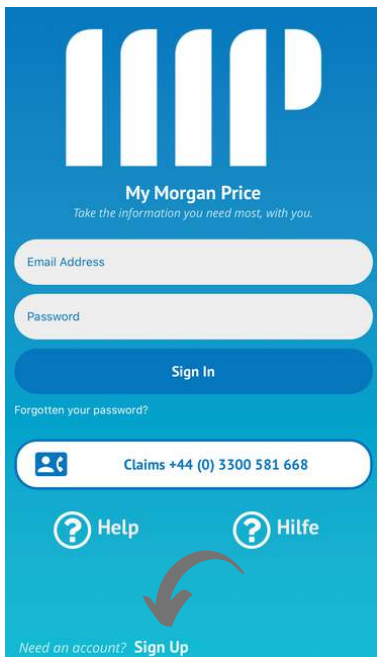 MP
My Morgan Price
Take the information you need most, with you.
Email Address
Password
Sign In
Forgotten your password?
Claims +44 (0) 3300 581 668
? Help
? Hilfe
Need an account? Sign Up